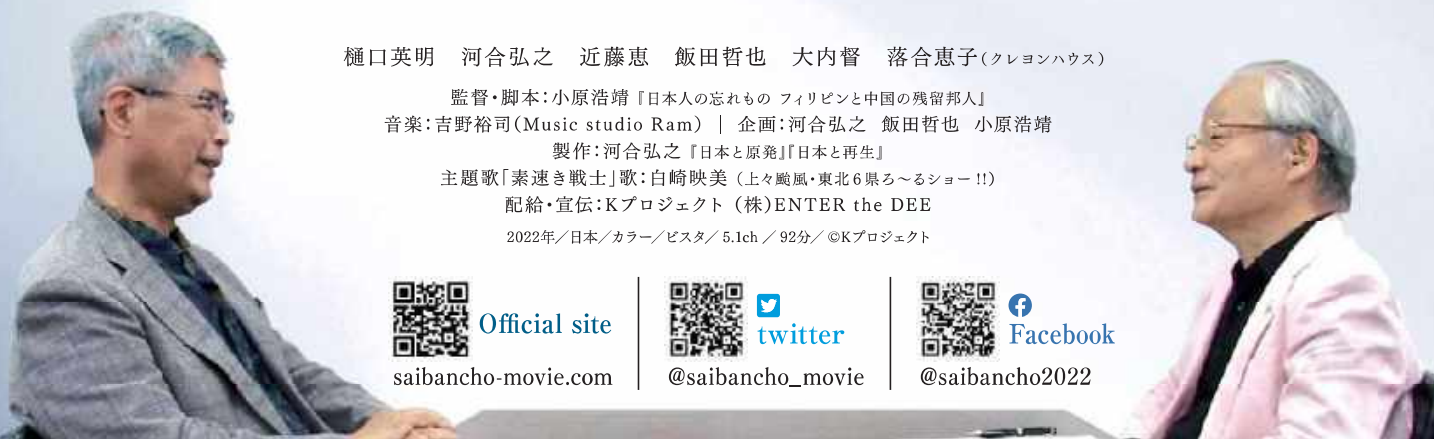 樋口英明　河合弘之　近藤恵　飯田哲也　大内督　落合恵子（クレヨンハウス）
監督・脚本：小原浩靖『日本人の忘れもの フィリピンと中国の残留邦人』
音楽：吉野裕司（Music studio Ram） ｜ 企画：河合弘之 飯田哲也 小原浩靖
製作：河合弘之『日本と原発』『日本と再生』
主題歌「素速き戦士」歌：白崎映美（上々颱風・東北6県ろ〜るショー!!）
配給・宣伝：Kプロジェクト （株）ENTER the DEE
2022年／日本／カラー／ビスタ／5.1ch／92分／©Kプロジェクト
Official site
saibancho-movie.com
twitter
@saibancho_movie
Facebook
@saibancho2022